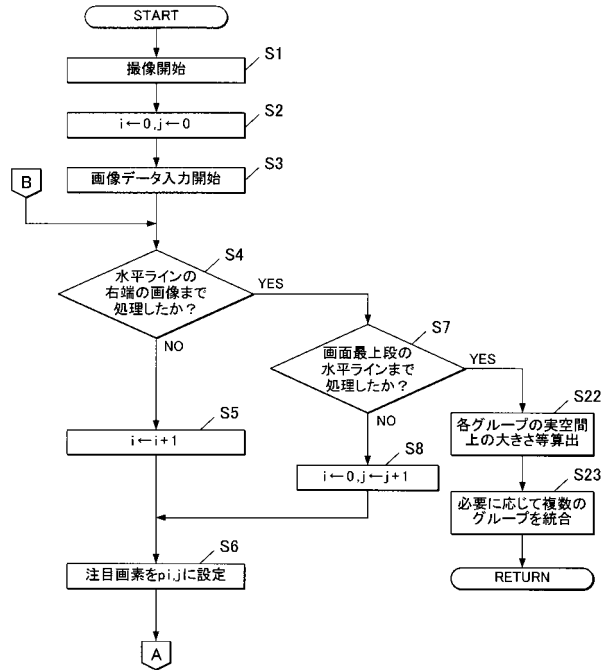 START
撮像開始
S1
i←0,j←0
S2
画像データ入力開始
S3
B
水平ラインの
右端の画像まで
処理したか？
S4
YES
NO
画面最上段の
水平ラインまで
処理したか？
S7
YES
NO
i←i+1
S5
i←0,j←j+1
S8
各グループの実空間
上の大きさ等算出
S22
必要に応じて複数の
グループを統合
S23
RETURN
注目画素をpi,jに設定
S6
A